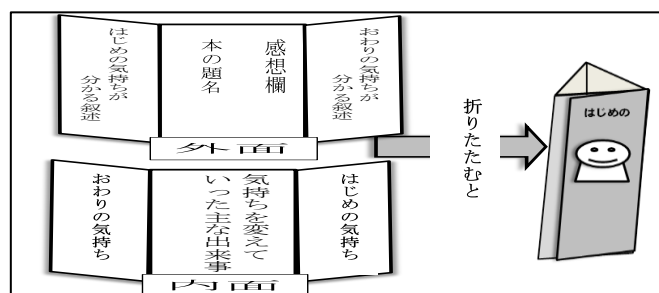 おわりの気持ちが
分かる叙述
感想欄
本の題名
はじめの気持ちが
分かる叙述
外面
はじめの気持ち
気持ちを変えて
いった主な出来事
おわりの気持ち
内面
折りたたむと
はじめの